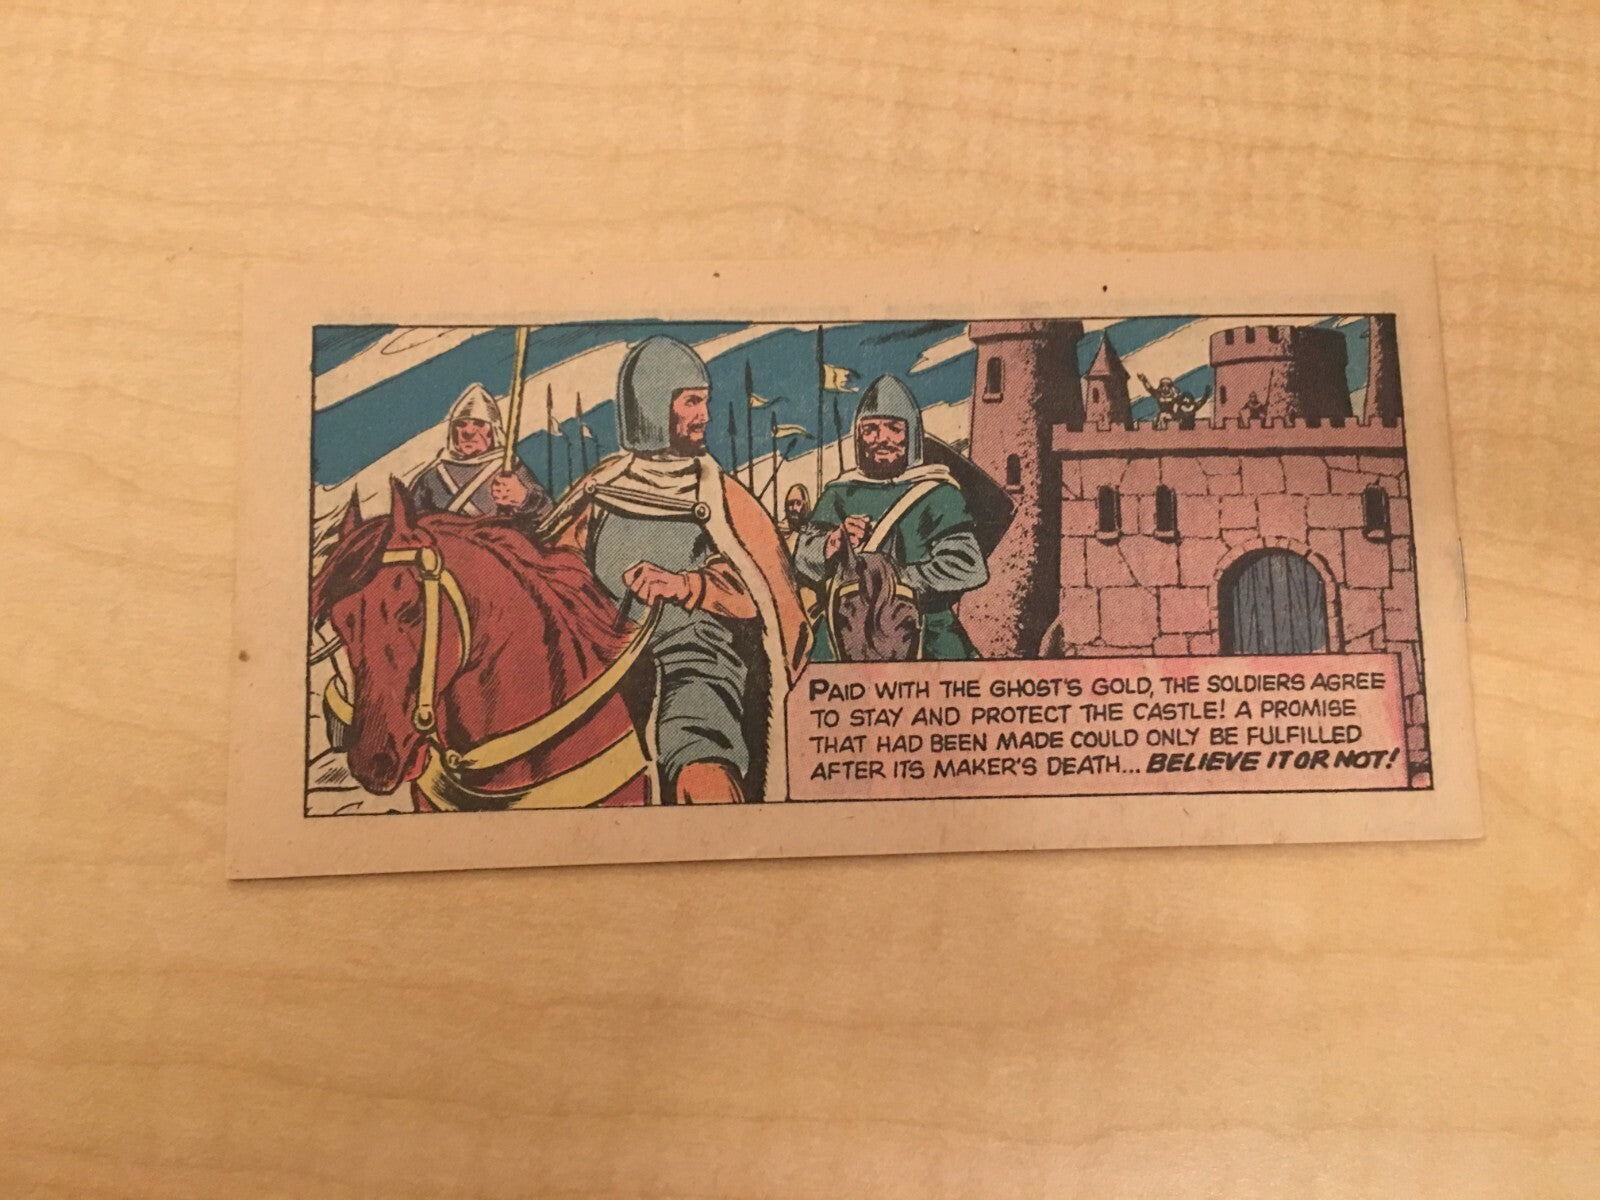 PAID WITH THE GHOST'S GOLD, THE SOLDIERS AGREE
TO STAY AND PROTECT THE CASTLE! A PROMISE
THAT HAD BEEN MADE COULD ONLY BE FULFILLED
AFTER ITS MAKER'S DEATH... BELIEVE IT OR NOT!